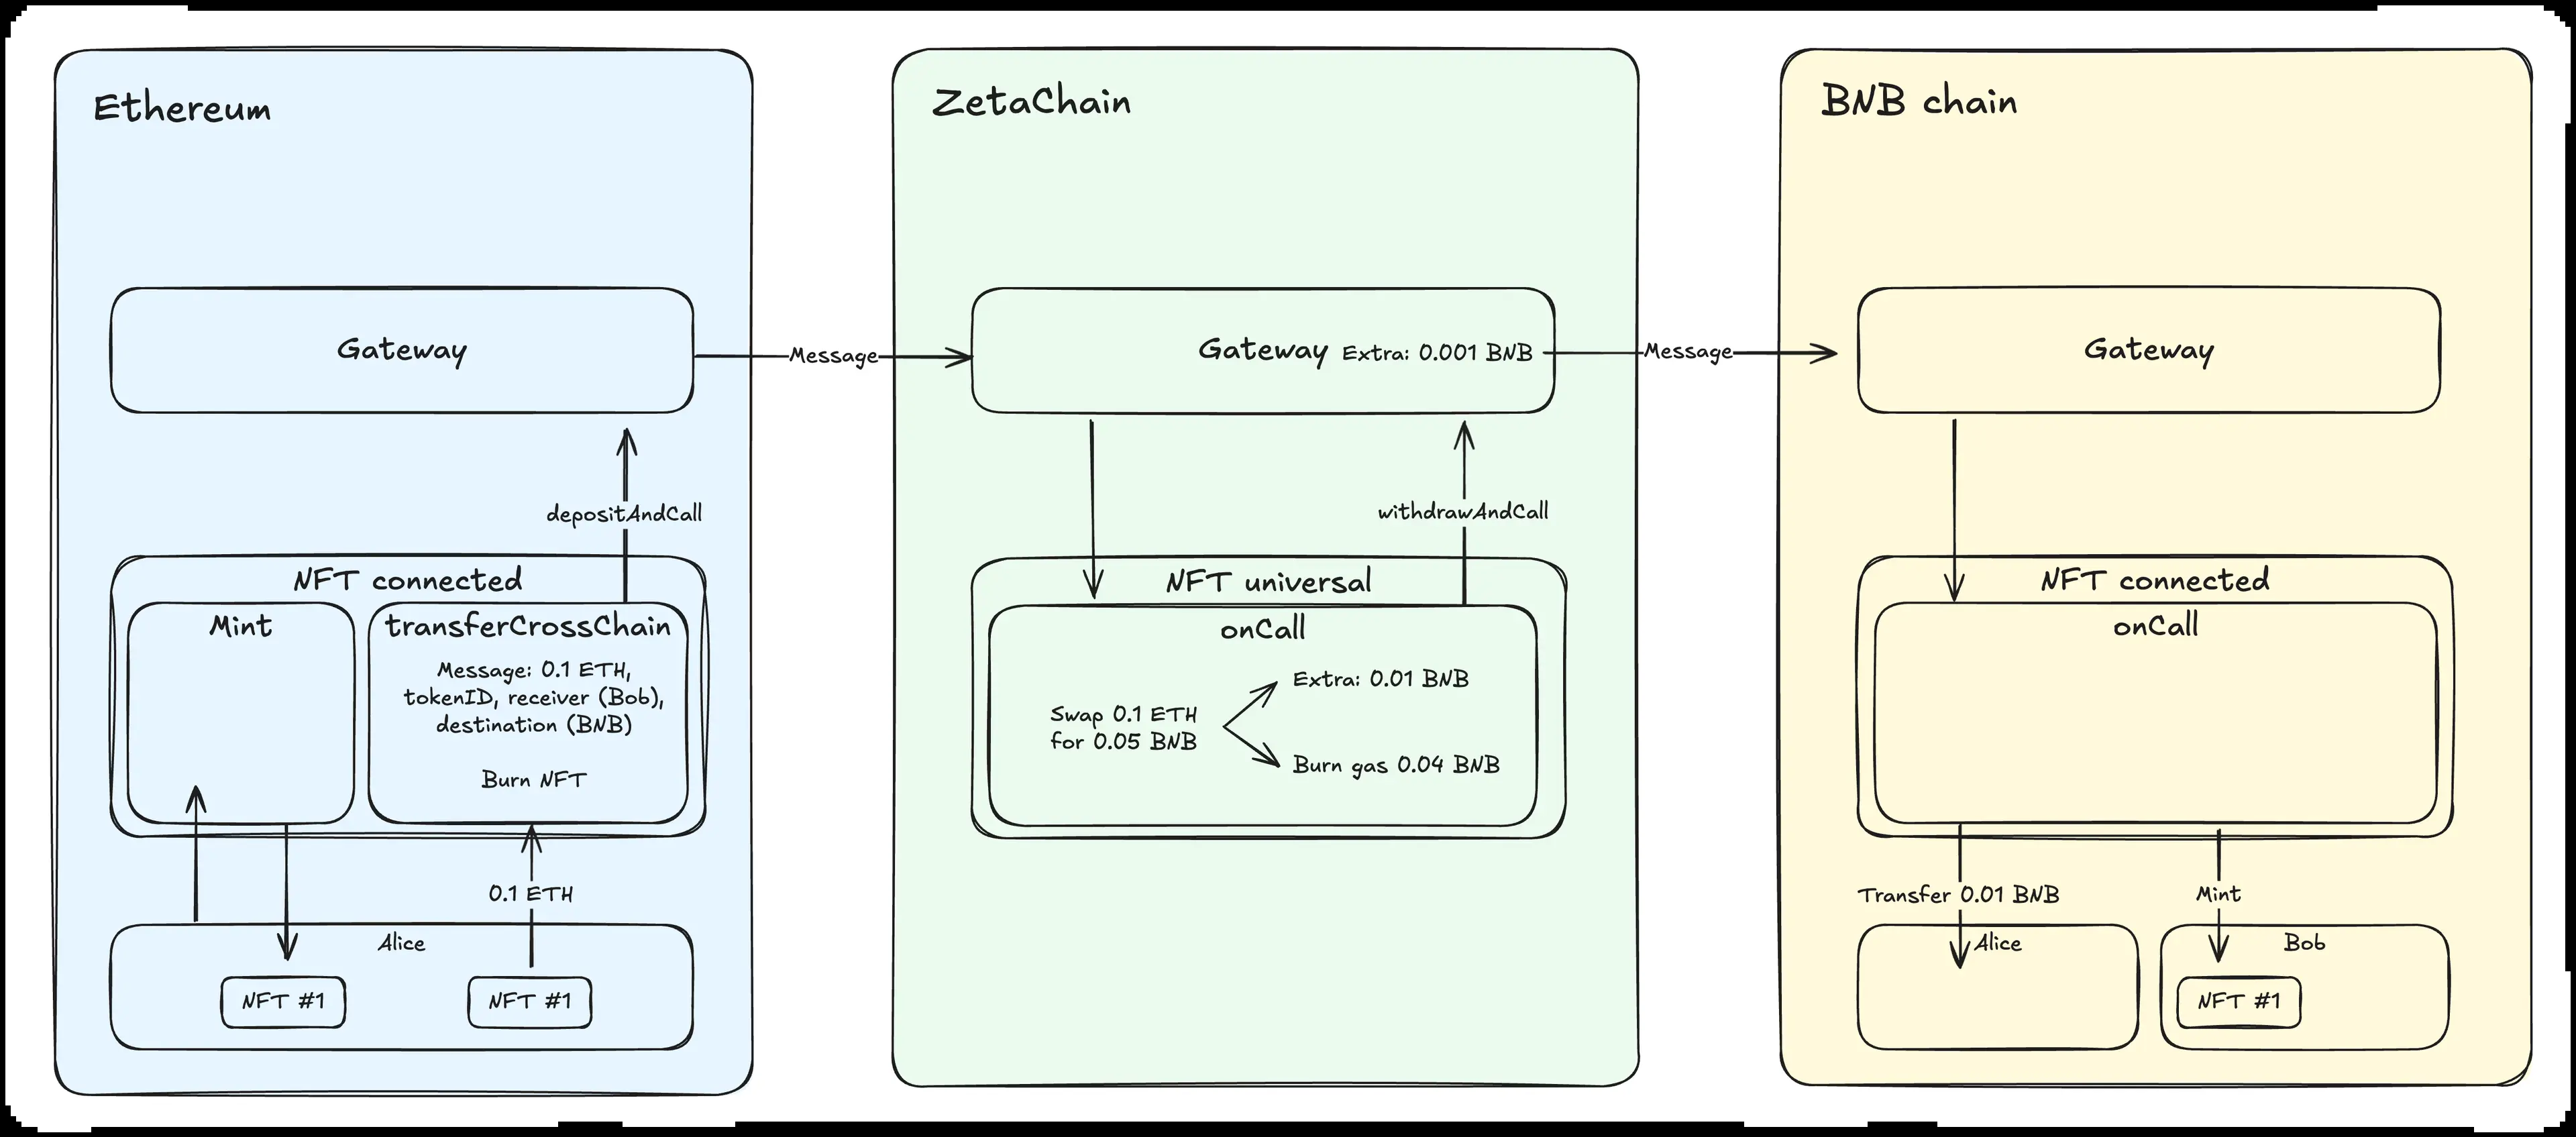 Ethereum
Gateway
depositAndCall
NFT connected
Mint
transferCrossChain
Message: 0.1 ETH,
tokenID, receiver (Bob),
destination (BNB)
Burn NFT
0.1 ETH
Alice
NFT #1
NFT #1
Message
ZetaChain
Gateway
Extra: 0.001 BNB
withdrawAndCall
NFT universal
onCall
Swap 0.1 ETH
for 0.05 BNB
Extra: 0.01 BNB
Burn gas 0.04 BNB
Message
BNB chain
Gateway
NFT connected
onCall
Transfer 0.01 BNB
Mint
Alice
Bob
NFT #1